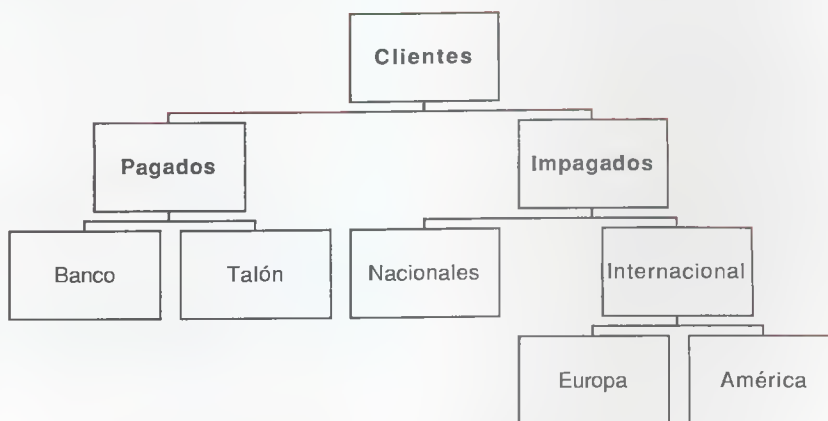 Clientes
Pagados
Impagados
Banco
Talón
Nacionales
Internacional
Europa
América